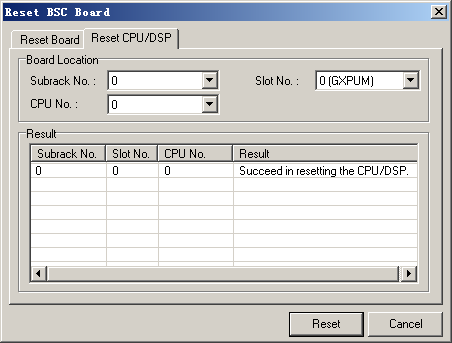 Reset BSC Board
Reset Board Reset CPU/DSP
Board Location
Subrack No. : 0 Slot No. : 0 (GXPUM)
CPU No. : 0
Result
Subrack No. Slot No. CPU No. Result
0 0 0 Succeed in resetting the CPU/DSP.
Reset Cancel